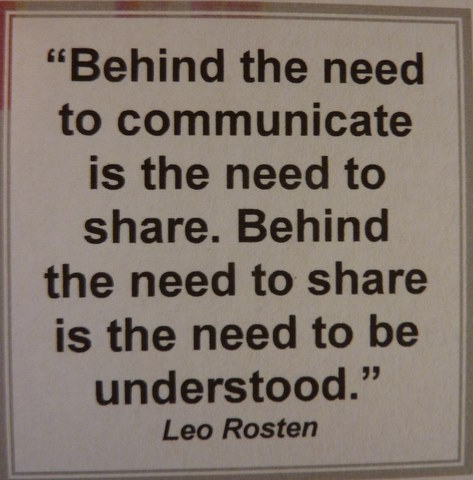 “Behind the need
to communicate
is the need to
share. Behind
the need to share
is the need to be
understood.”
Leo Rosten